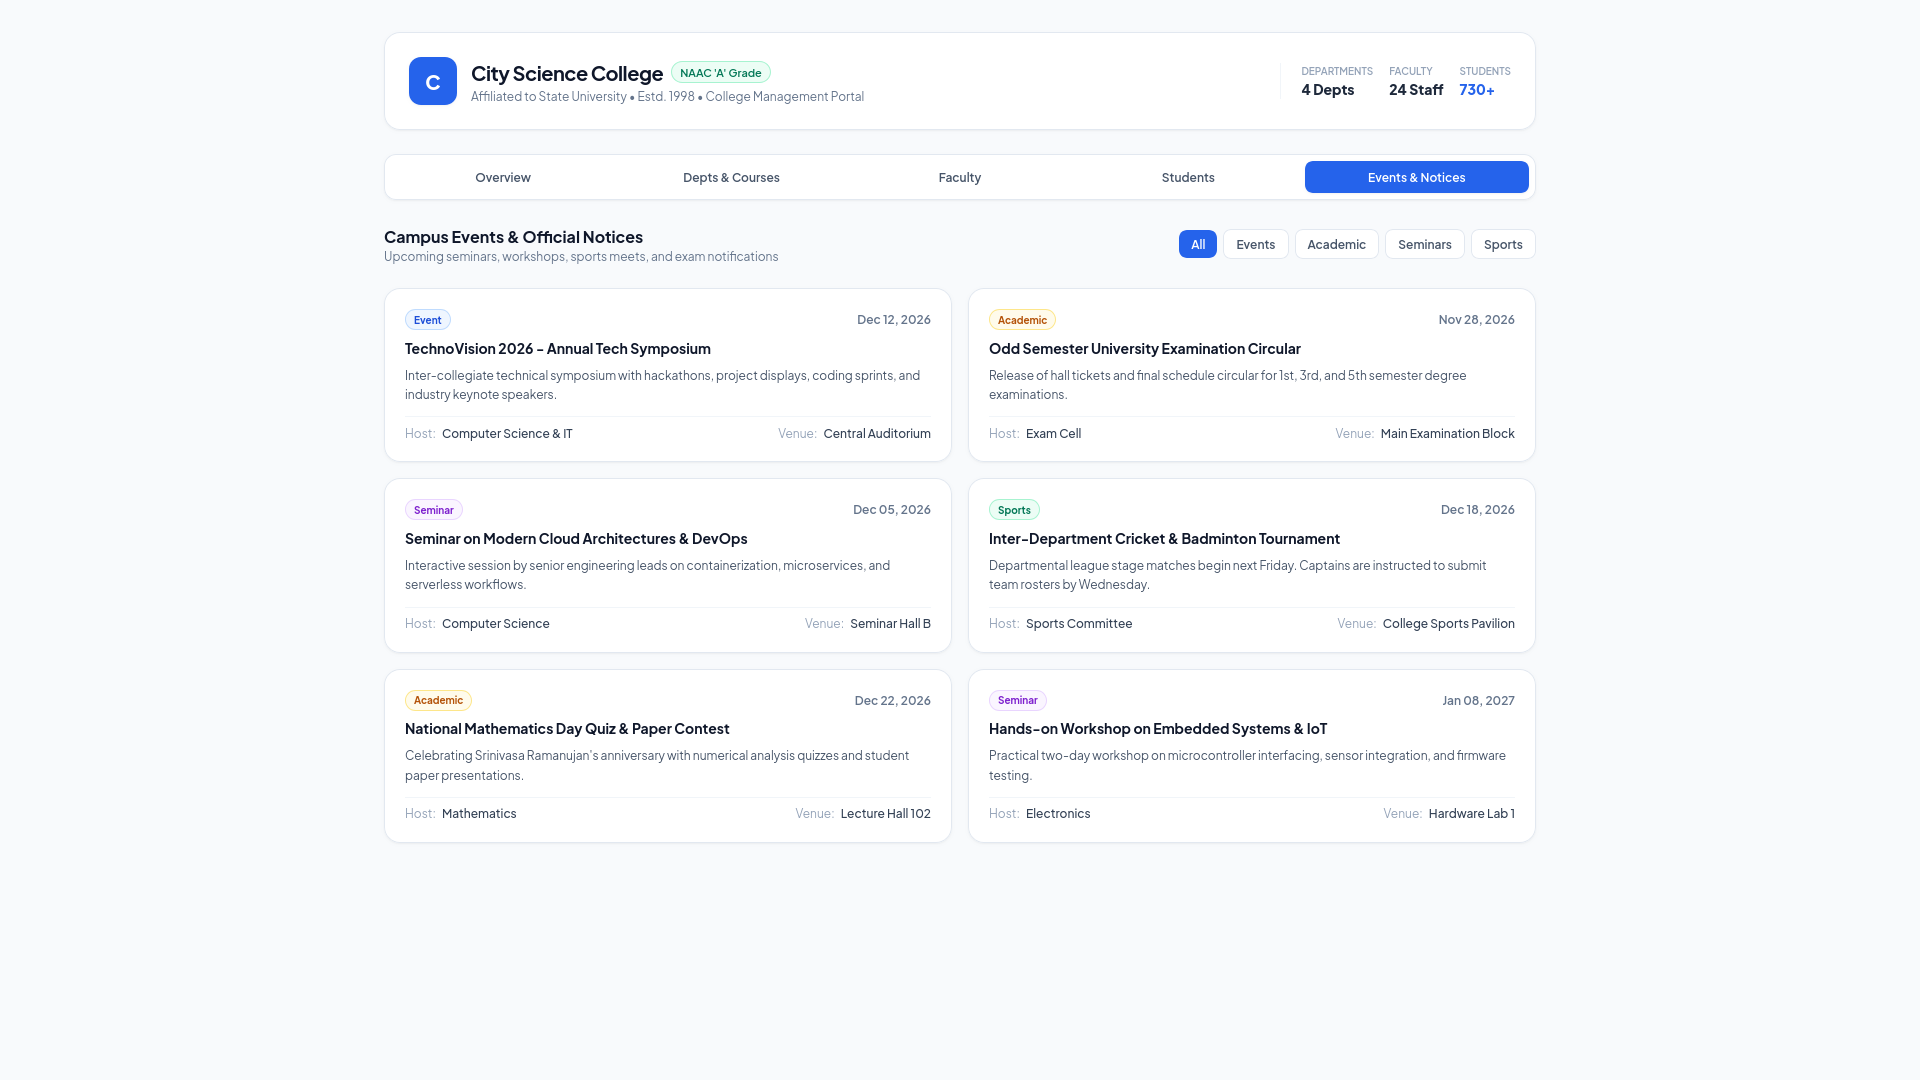 C
City Science College
NAAC 'A' Grade
Affiliated to State University • Estd. 1998 • College Management Portal
DEPARTMENTS
4 Depts
FACULTY
24 Staff
STUDENTS
730+
Overview
Depts & Courses
Faculty
Students
Events & Notices
Campus Events & Official Notices
Upcoming seminars, workshops, sports meets, and exam notifications
All
Events
Academic
Seminars
Sports
Event
Dec 12, 2026
TechnoVision 2026 - Annual Tech Symposium
Inter-collegiate technical symposium with hackathons, project displays, coding sprints, and
industry keynote speakers.
Host: Computer Science & IT
Venue: Central Auditorium
Academic
Nov 28, 2026
Odd Semester University Examination Circular
Release of hall tickets and final schedule circular for 1st, 3rd, and 5th semester degree
examinations.
Host: Exam Cell
Venue: Main Examination Block
Seminar
Dec 05, 2026
Seminar on Modern Cloud Architectures & DevOps
Interactive session by senior engineering leads on containerization, microservices, and
serverless workflows.
Host: Computer Science
Venue: Seminar Hall B
Sports
Dec 18, 2026
Inter-Department Cricket & Badminton Tournament
Departmental league stage matches begin next Friday. Captains are instructed to submit
team rosters by Wednesday.
Host: Sports Committee
Venue: College Sports Pavilion
Academic
Dec 22, 2026
National Mathematics Day Quiz & Paper Contest
Celebrating Srinivasa Ramanujan's anniversary with numerical analysis quizzes and student
paper presentations.
Host: Mathematics
Venue: Lecture Hall 102
Seminar
Jan 08, 2027
Hands-on Workshop on Embedded Systems & IoT
Practical two-day workshop on microcontroller interfacing, sensor integration, and firmware
testing.
Host: Electronics
Venue: Hardware Lab 1